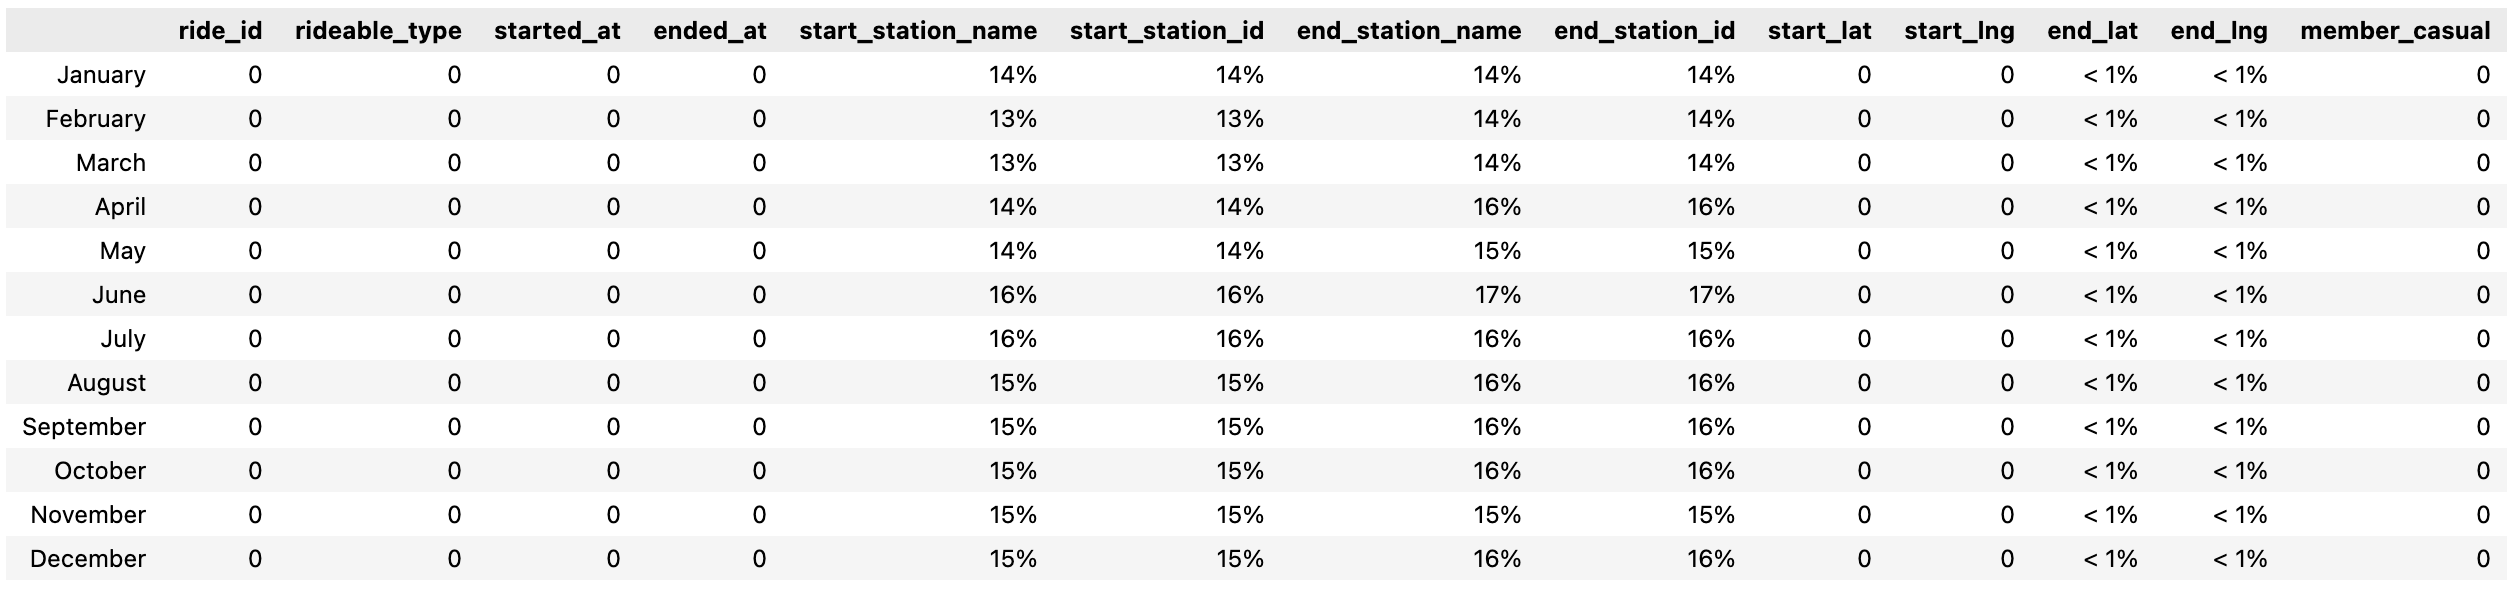 ride_id rideable_type started_at ended_at start_station_name start_station_id end_station_name end_station_id start_lat start_lng end_lat end_lng member_casual
January 0 0 0 0 14% 14% 14% 14% 0 0 < 1% < 1% 0
February 0 0 0 0 13% 13% 14% 14% 0 0 < 1% < 1% 0
March 0 0 0 0 13% 13% 14% 14% 0 0 < 1% < 1% 0
April 0 0 0 0 14% 14% 16% 16% 0 0 < 1% < 1% 0
May 0 0 0 0 14% 14% 15% 15% 0 0 < 1% < 1% 0
June 0 0 0 0 16% 16% 17% 17% 0 0 < 1% < 1% 0
July 0 0 0 0 16% 16% 16% 16% 0 0 < 1% < 1% 0
August 0 0 0 0 15% 15% 16% 16% 0 0 < 1% < 1% 0
September 0 0 0 0 15% 15% 16% 16% 0 0 < 1% < 1% 0
October 0 0 0 0 15% 15% 16% 16% 0 0 < 1% < 1% 0
November 0 0 0 0 15% 15% 15% 15% 0 0 < 1% < 1% 0
December 0 0 0 0 15% 15% 16% 16% 0 0 < 1% < 1% 0